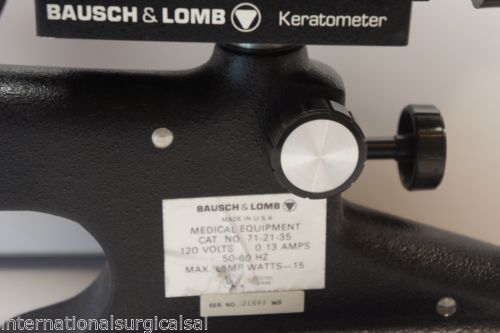 BAUSCH & LOMB Keratometer
BAUSCH & LOMB
MADE IN U.S.A.
MEDICAL EQUIPMENT
CAT. NO. 71-21-35
120 VOLTS 0.13 AMPS
50-60 HZ
MAX. LAMP WATTS—15
SER. NO.
internationalsurgicalsal